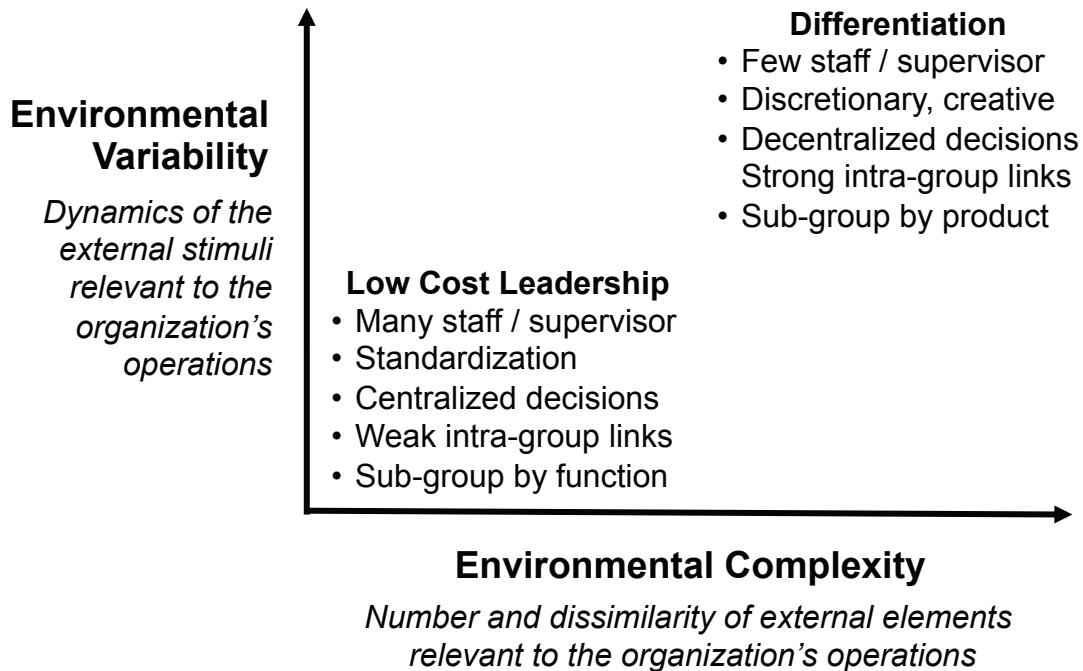 Differentiation
• Few staff / supervisor
• Discretionary, creative
• Decentralized decisions
Strong intra-group links
• Sub-group by product
Environmental
Variability
Dynamics of the
external stimuli
relevant to the
organization’s
operations
Low Cost Leadership
• Many staff / supervisor
• Standardization
• Centralized decisions
• Weak intra-group links
• Sub-group by function
Environmental Complexity
Number and dissimilarity of external elements
relevant to the organization’s operations